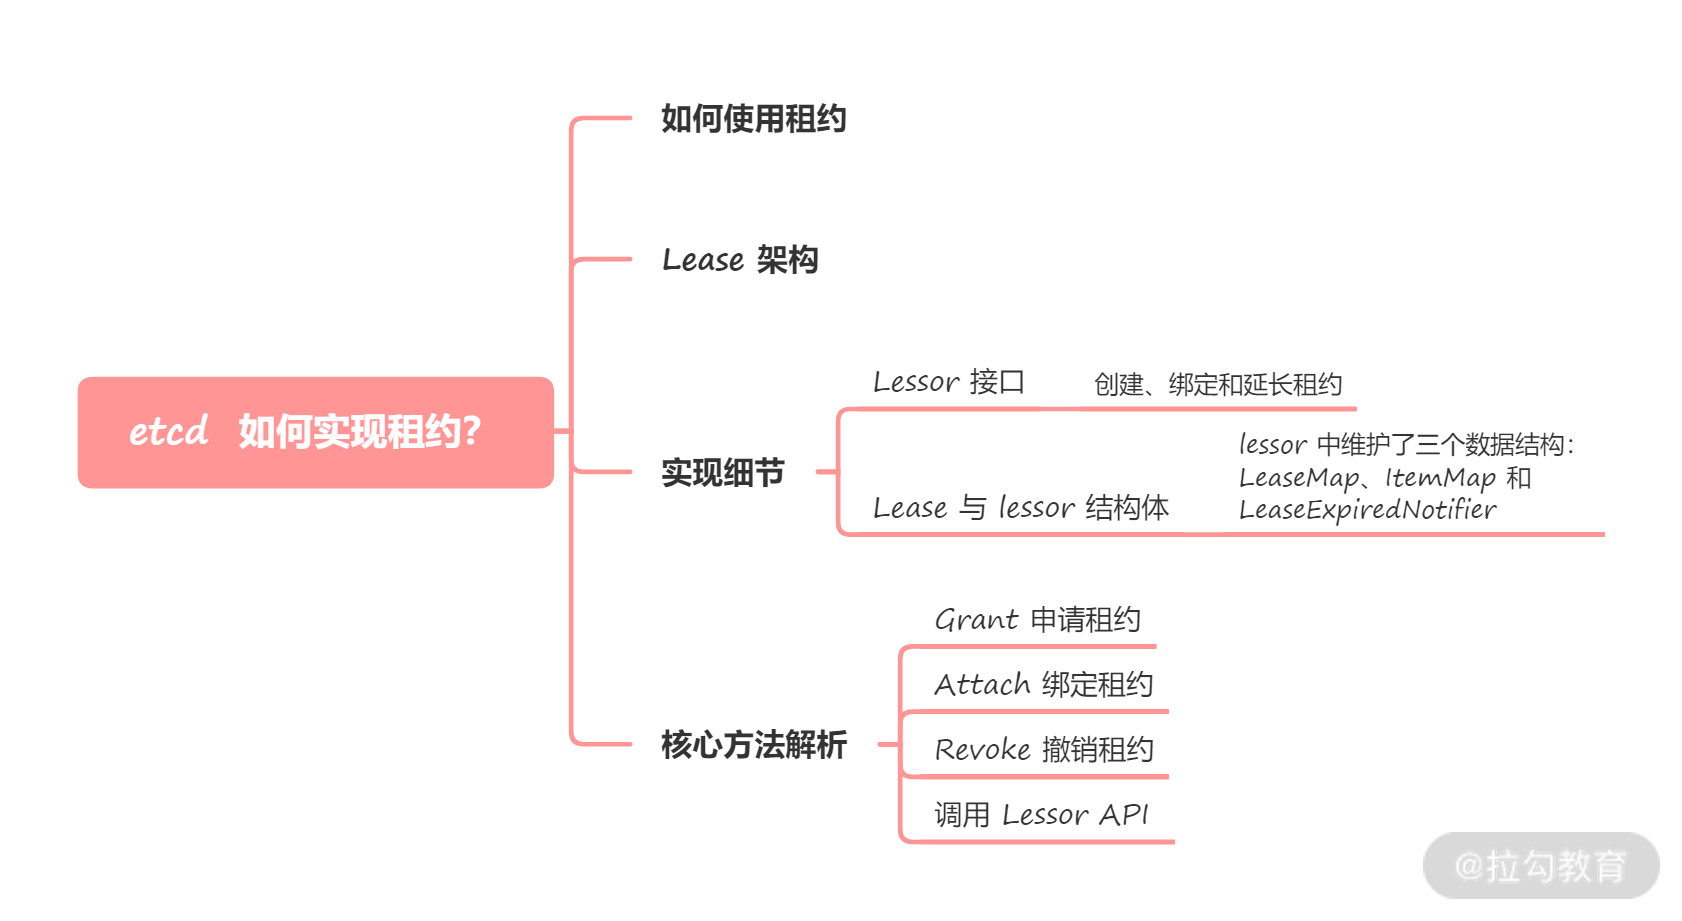 如何使用租约
Lease 架构
etcd 如何实现租约？
实现细节
Lessor 接口
创建、绑定和延长租约
Lease 与 lessor 结构体
lessor 中维护了三个数据结构：
LeaseMap、ItemMap 和
LeaseExpiredNotifier
核心方法解析
Grant 申请租约
Attach 绑定租约
Revoke 撤销租约
调用 Lessor API
@拉勾教育